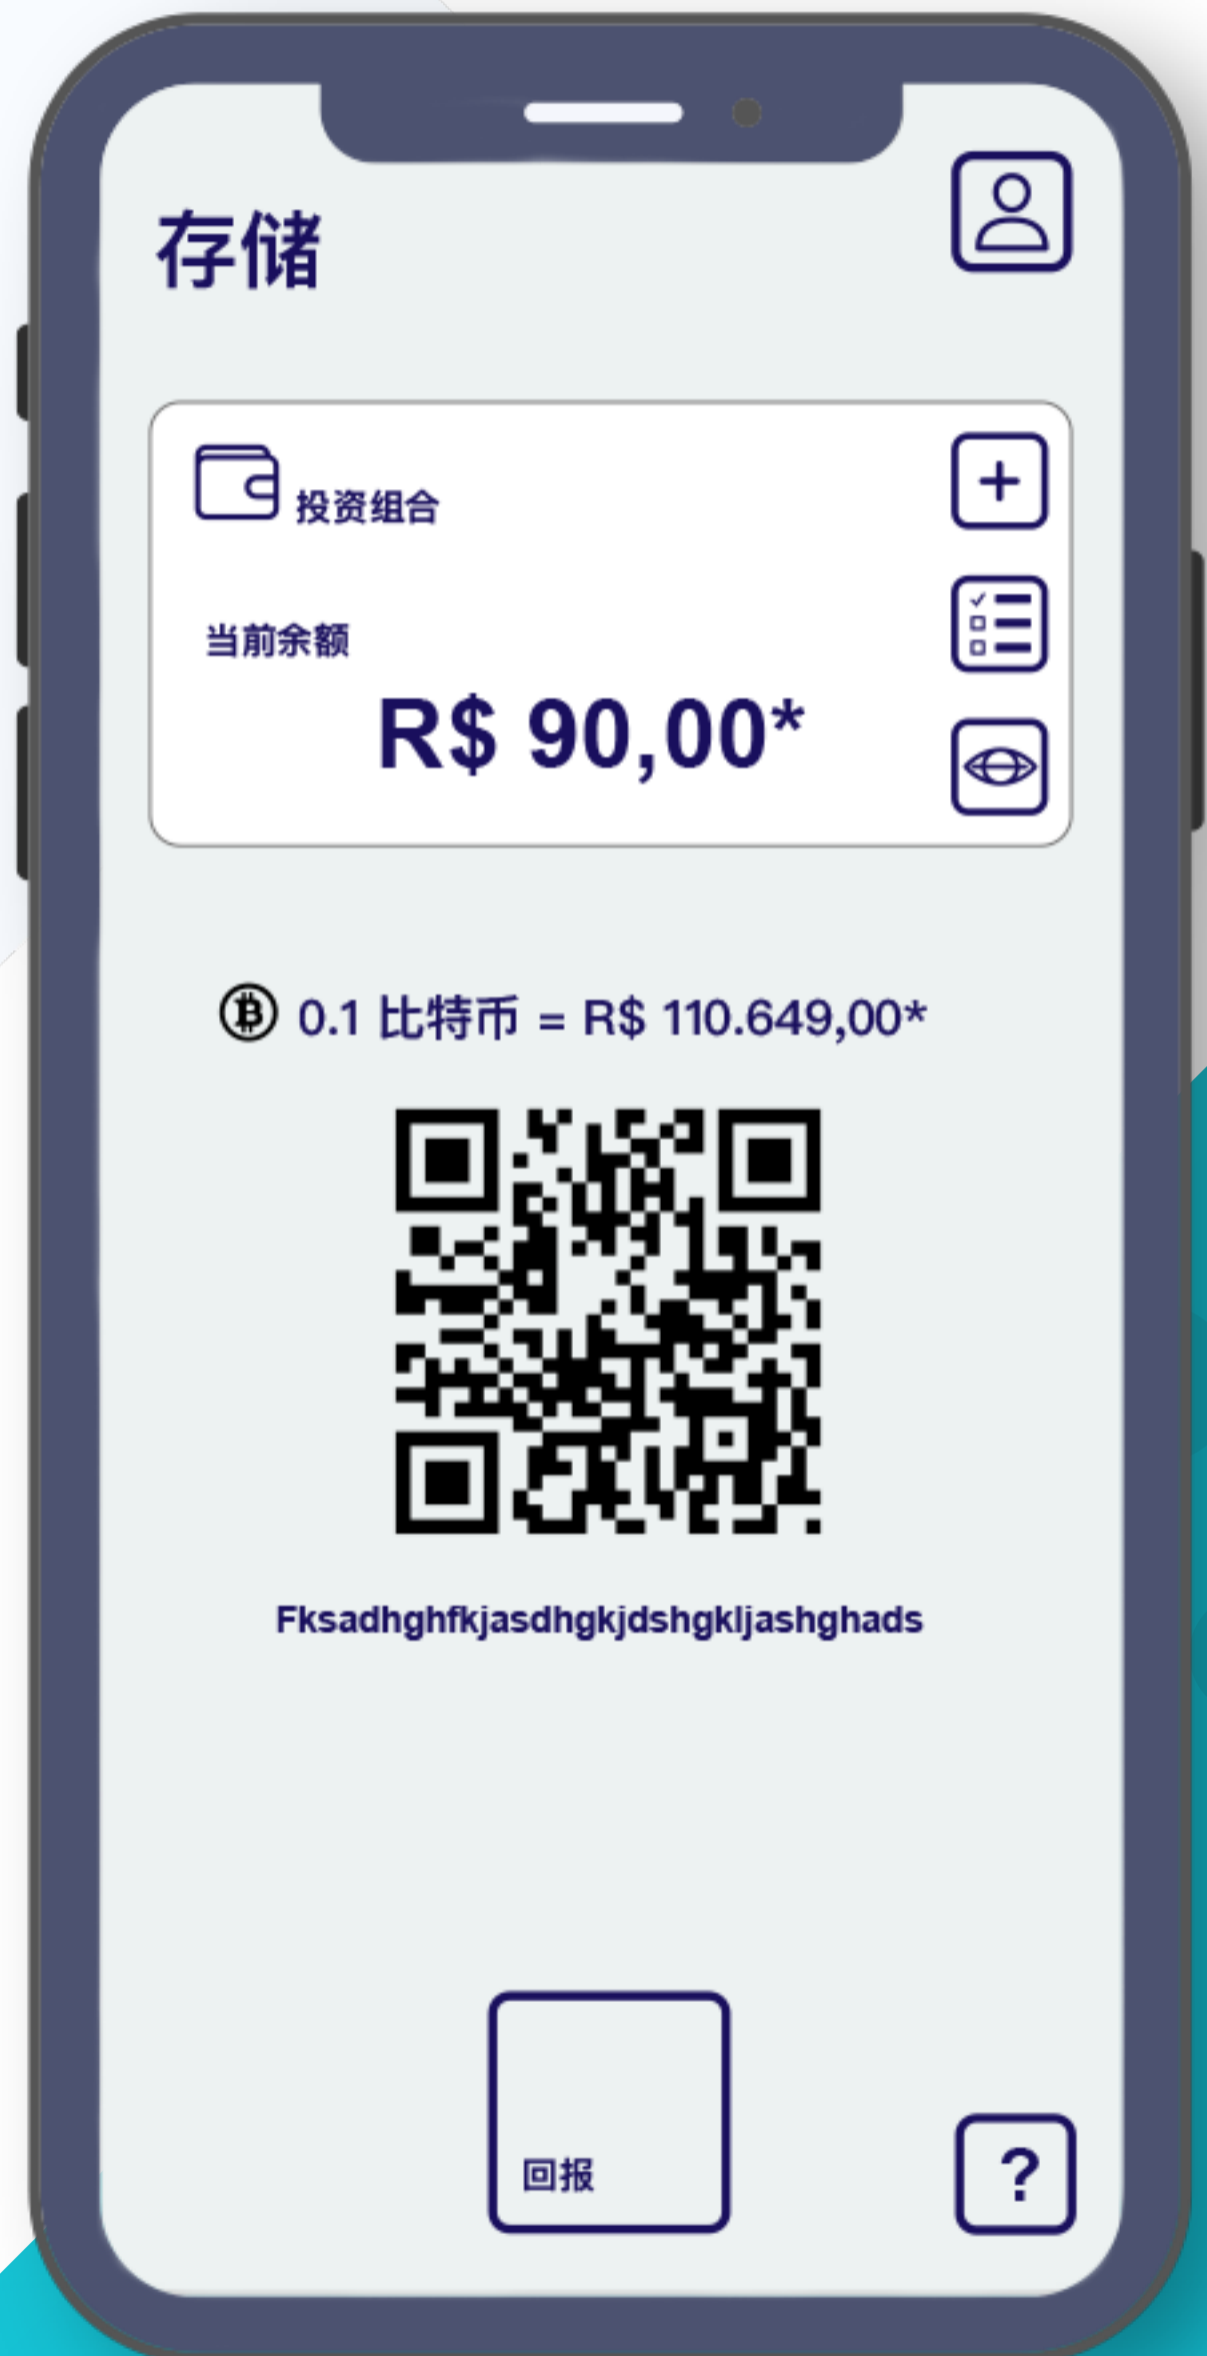 存储
投资组合
当前余额
R$ 90,00*
0.1 比特币 = R$ 110.649,00*
Fksadhghfkjasdhgkjdshgkljashghads
回报
?